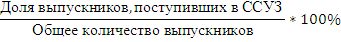 Доля выпускников, поступивших в ССУЗ
Общее количество выпускников
* 100%